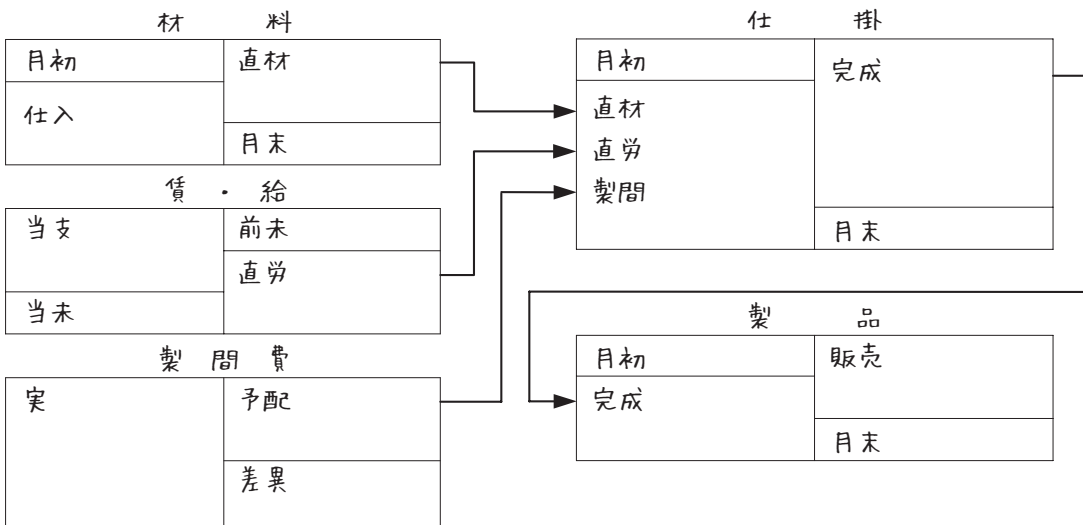 材料
月初
直材
仕入
月末
賃・給
当支
前未
直労
当未
製間費
実
予配
差異
仕掛
月初
完成
直材
直労
製間
月末
製品
月初
販売
完成
月末